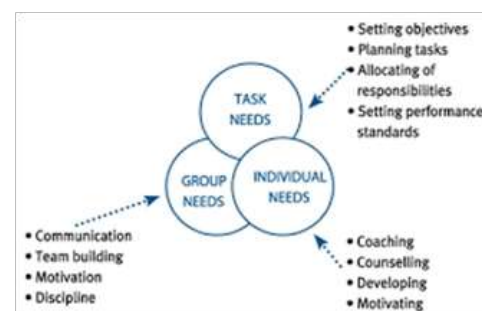 • Setting objectives
• Planning tasks
• Allocating of
responsibilities
• Setting performance
standards
TASK
NEEDS
GROUP
NEEDS
INDIVIDUAL
NEEDS
• Communication
• Team building
• Motivation
• Discipline
• Coaching
• Counselling
• Developing
• Motivating